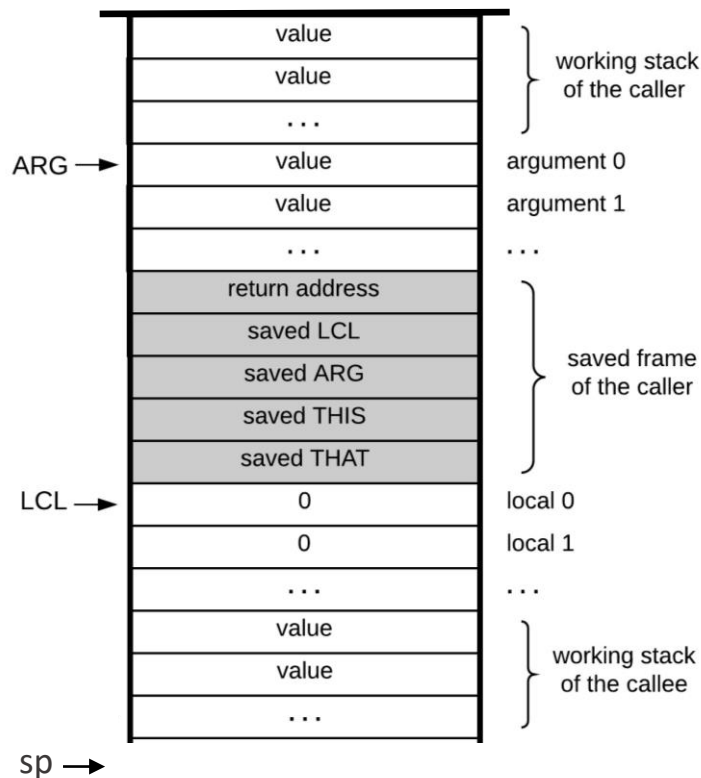 value
value
working stack
of the caller
...
ARG
value
argument 0
value
argument 1
...
...
return address
saved LCL
saved ARG
saved frame
of the caller
saved THIS
saved THAT
LCL
0
local 0
0
local 1
...
...
value
value
working stack
of the callee
...
sp